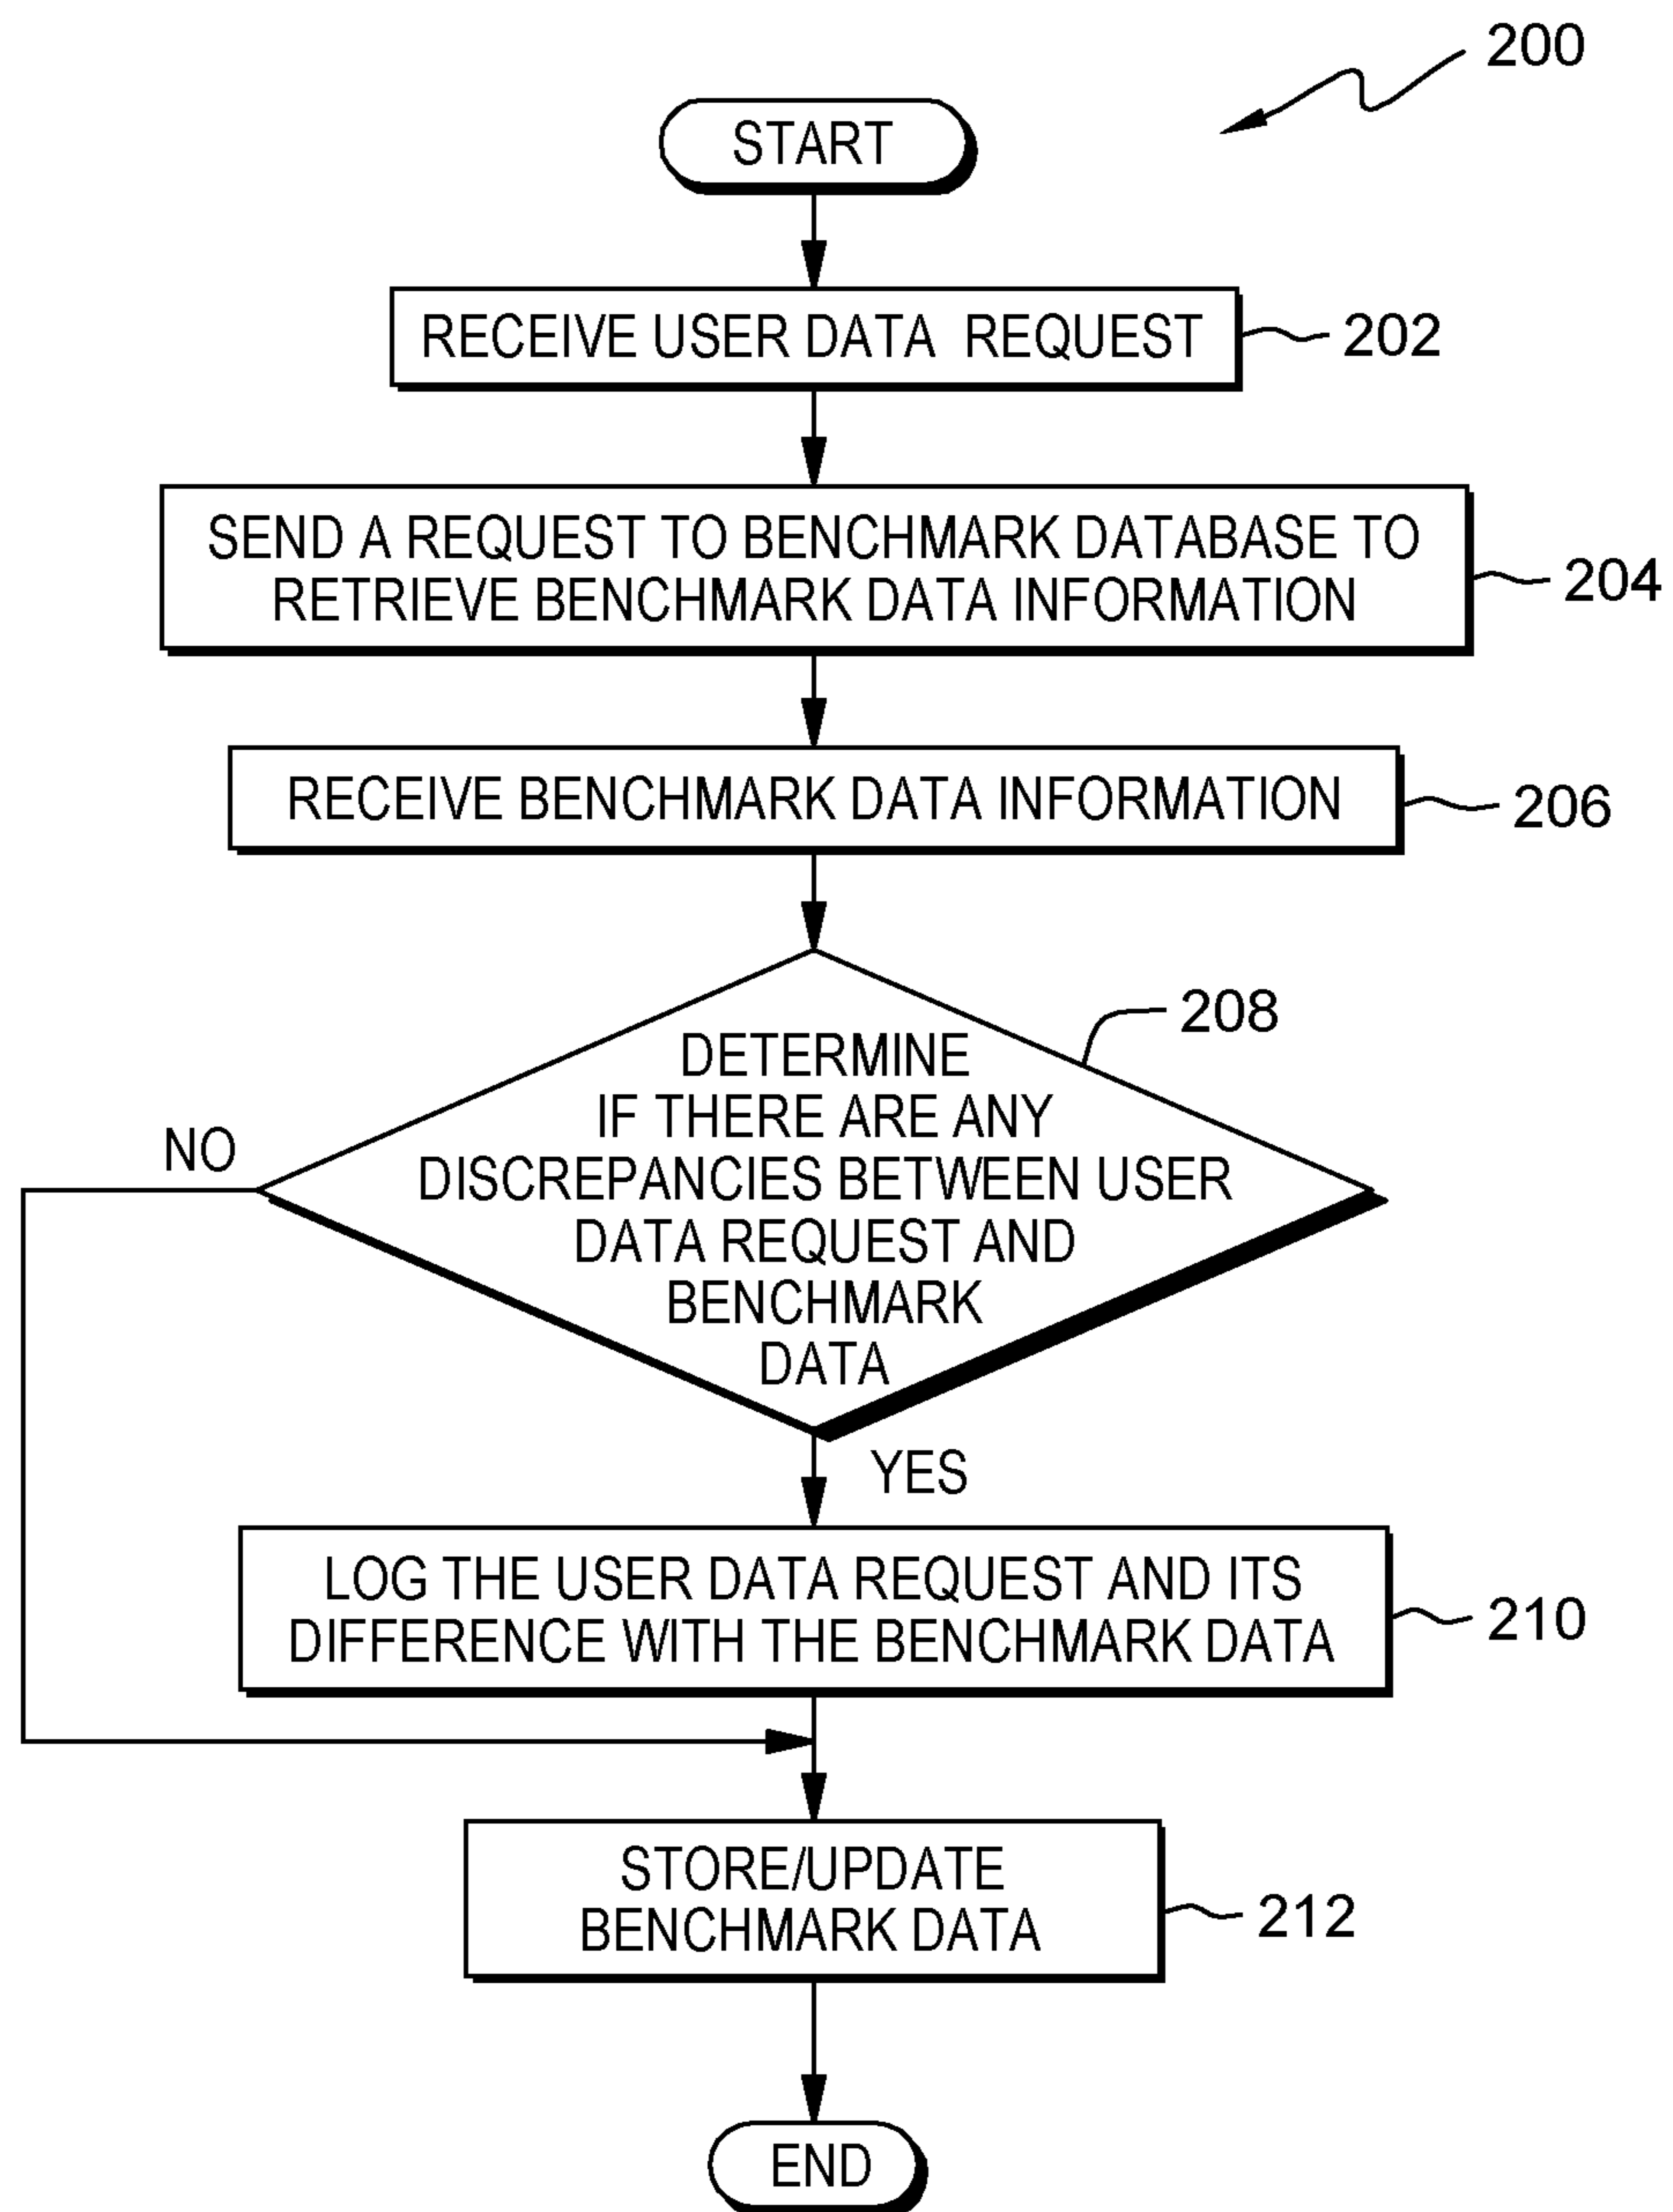 200
START
RECEIVE USER DATA REQUEST
202
SEND A REQUEST TO BENCHMARK DATABASE TO
RETRIEVE BENCHMARK DATA INFORMATION
204
RECEIVE BENCHMARK DATA INFORMATION
206
208
DETERMINE
IF THERE ARE ANY
DISCREPANCIES BETWEEN USER
DATA REQUEST AND
BENCHMARK
DATA
NO
YES
LOG THE USER DATA REQUEST AND ITS
DIFFERENCE WITH THE BENCHMARK DATA
210
STORE/UPDATE
BENCHMARK DATA
212
END